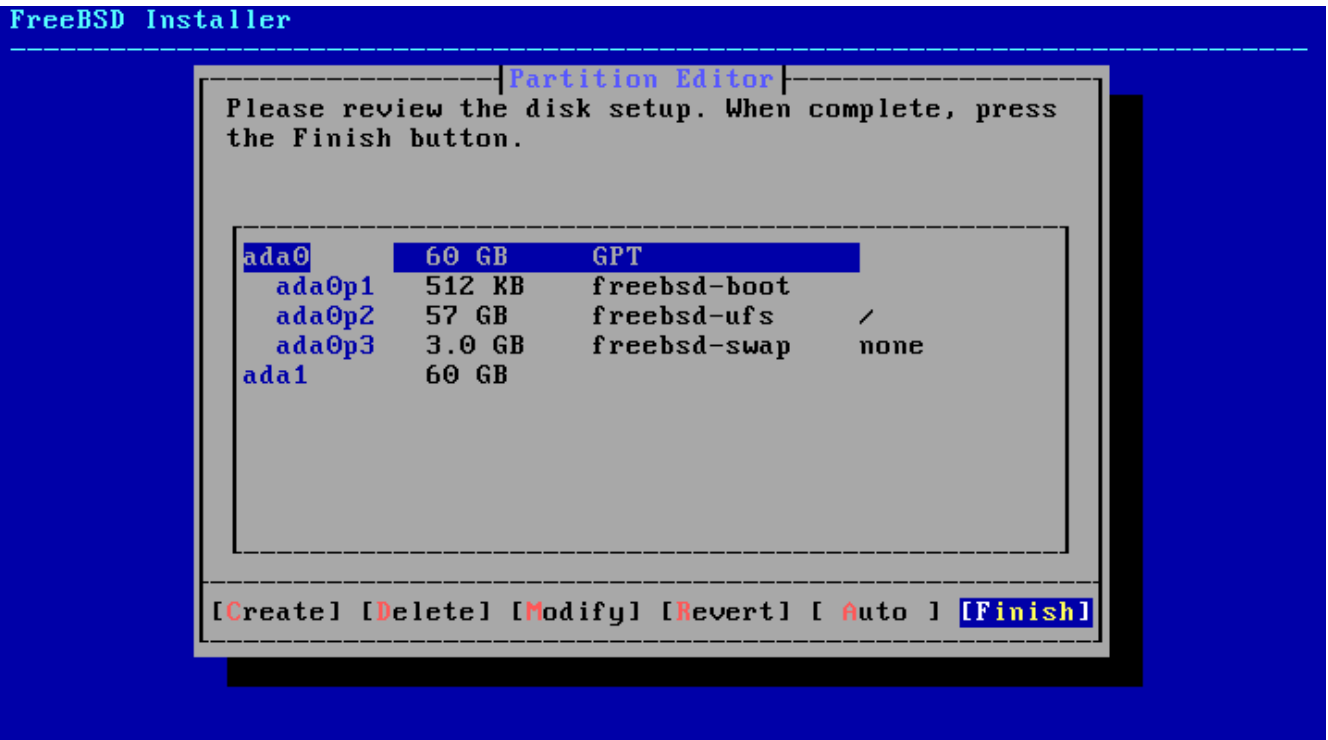 FreeBSD Installer
Partition Editor
Please review the disk setup. When complete, press
the Finish button.
ada0 60 GB GPT
ada0p1 512 KB freebsd-boot
ada0p2 57 GB freebsd-ufs /
ada0p3 3.0 GB freebsd-swap none
ada1 60 GB
[Create] [Delete] [Modify] [Revert] [ Auto ] [Finish]